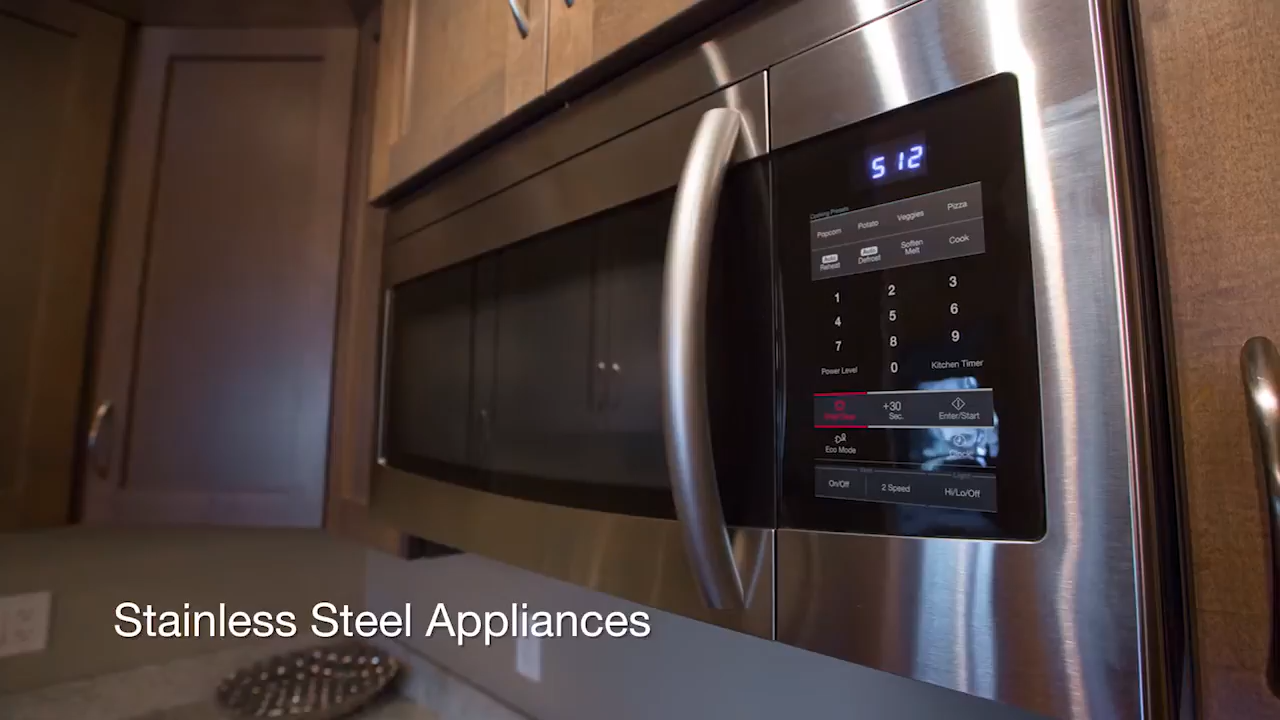 5 12
Cooking Presets
Popcorn Potato Veggies Pizza
Auto Reheat Auto Defrost Soften Melt Cook
1 2 3
4 5 6
7 8 9
Power Level 0 Kitchen Timer
+30 Sec. Enter/Start
Eco Mode Clock
Vent Light
On/Off 2 Speed Hi/Lo/Off
Stainless Steel Appliances